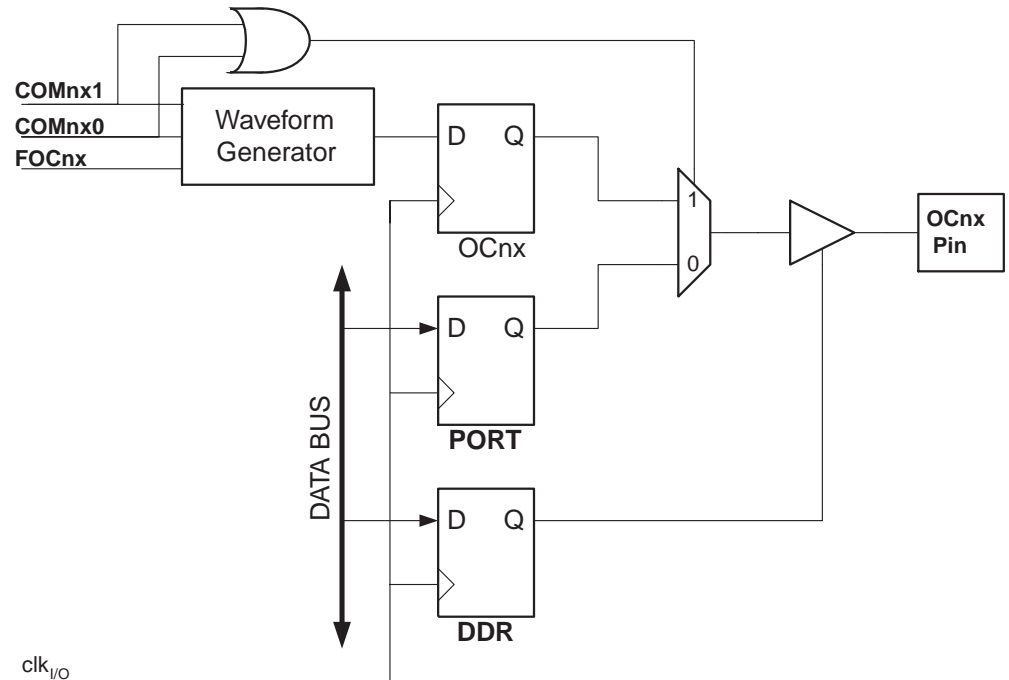 COMnx1
COMnx0
FOCnx
Waveform
Generator
D Q
OCnx
1
0
OCnx
Pin
D Q
PORT
DATA BUS
D Q
DDR
clkI/O